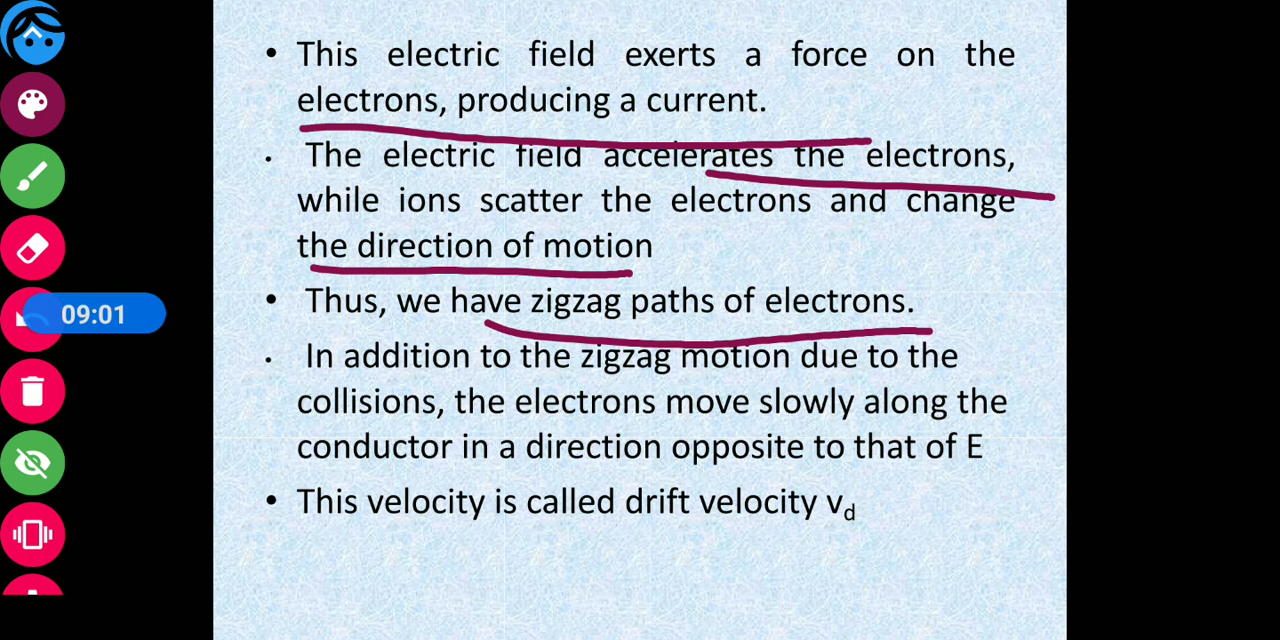 • This electric field exerts a force on the
electrons, producing a current.
• The electric field accelerates the electrons,
while ions scatter the electrons and change
the direction of motion
• Thus, we have zigzag paths of electrons.
• In addition to the zigzag motion due to the
collisions, the electrons move slowly along the
conductor in a direction opposite to that of E
• This velocity is called drift velocity vd
09:01